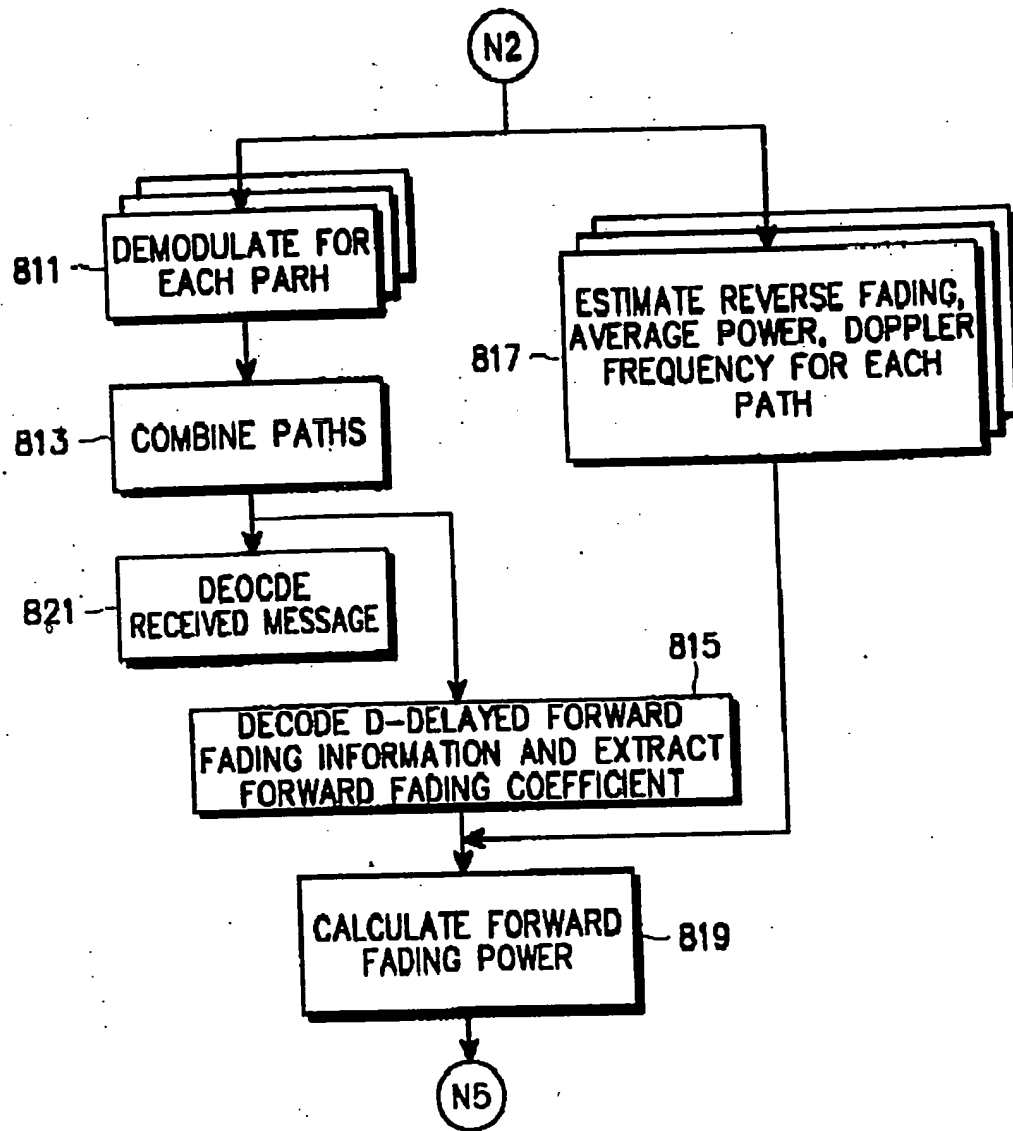 N2
811
DEMODULATE FOR
EACH PARH
817
ESTIMATE REVERSE FADING,
AVERAGE POWER, DOPPLER
FREQUENCY FOR EACH
PATH
813
COMBINE PATHS
821
DEOCDE
RECEIVED MESSAGE
815
DECODE D-DELAYED FORWARD
FADING INFORMATION AND EXTRACT
FORWARD FADING COEFFICIENT
CALCULATE FORWARD
FADING POWER
819
N5